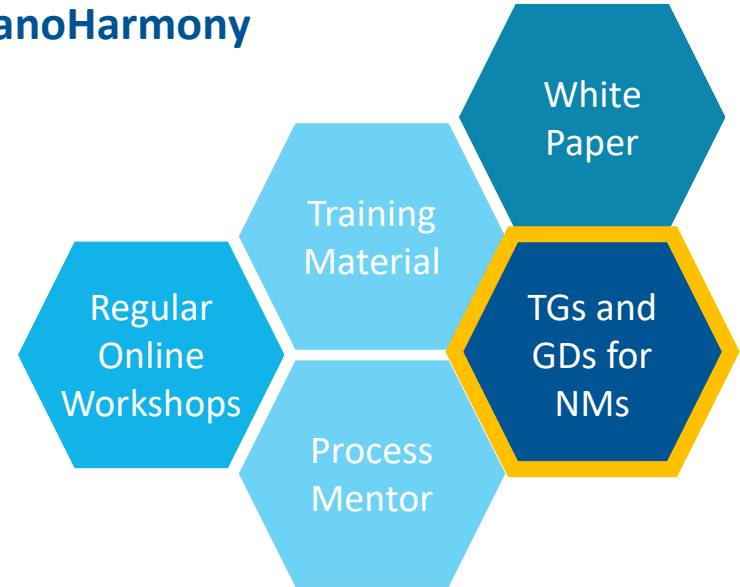 anoHarmony
White
Paper
Training
Material
Regular
Online
Workshops
TGs and
GDs for
NMs
Process
Mentor